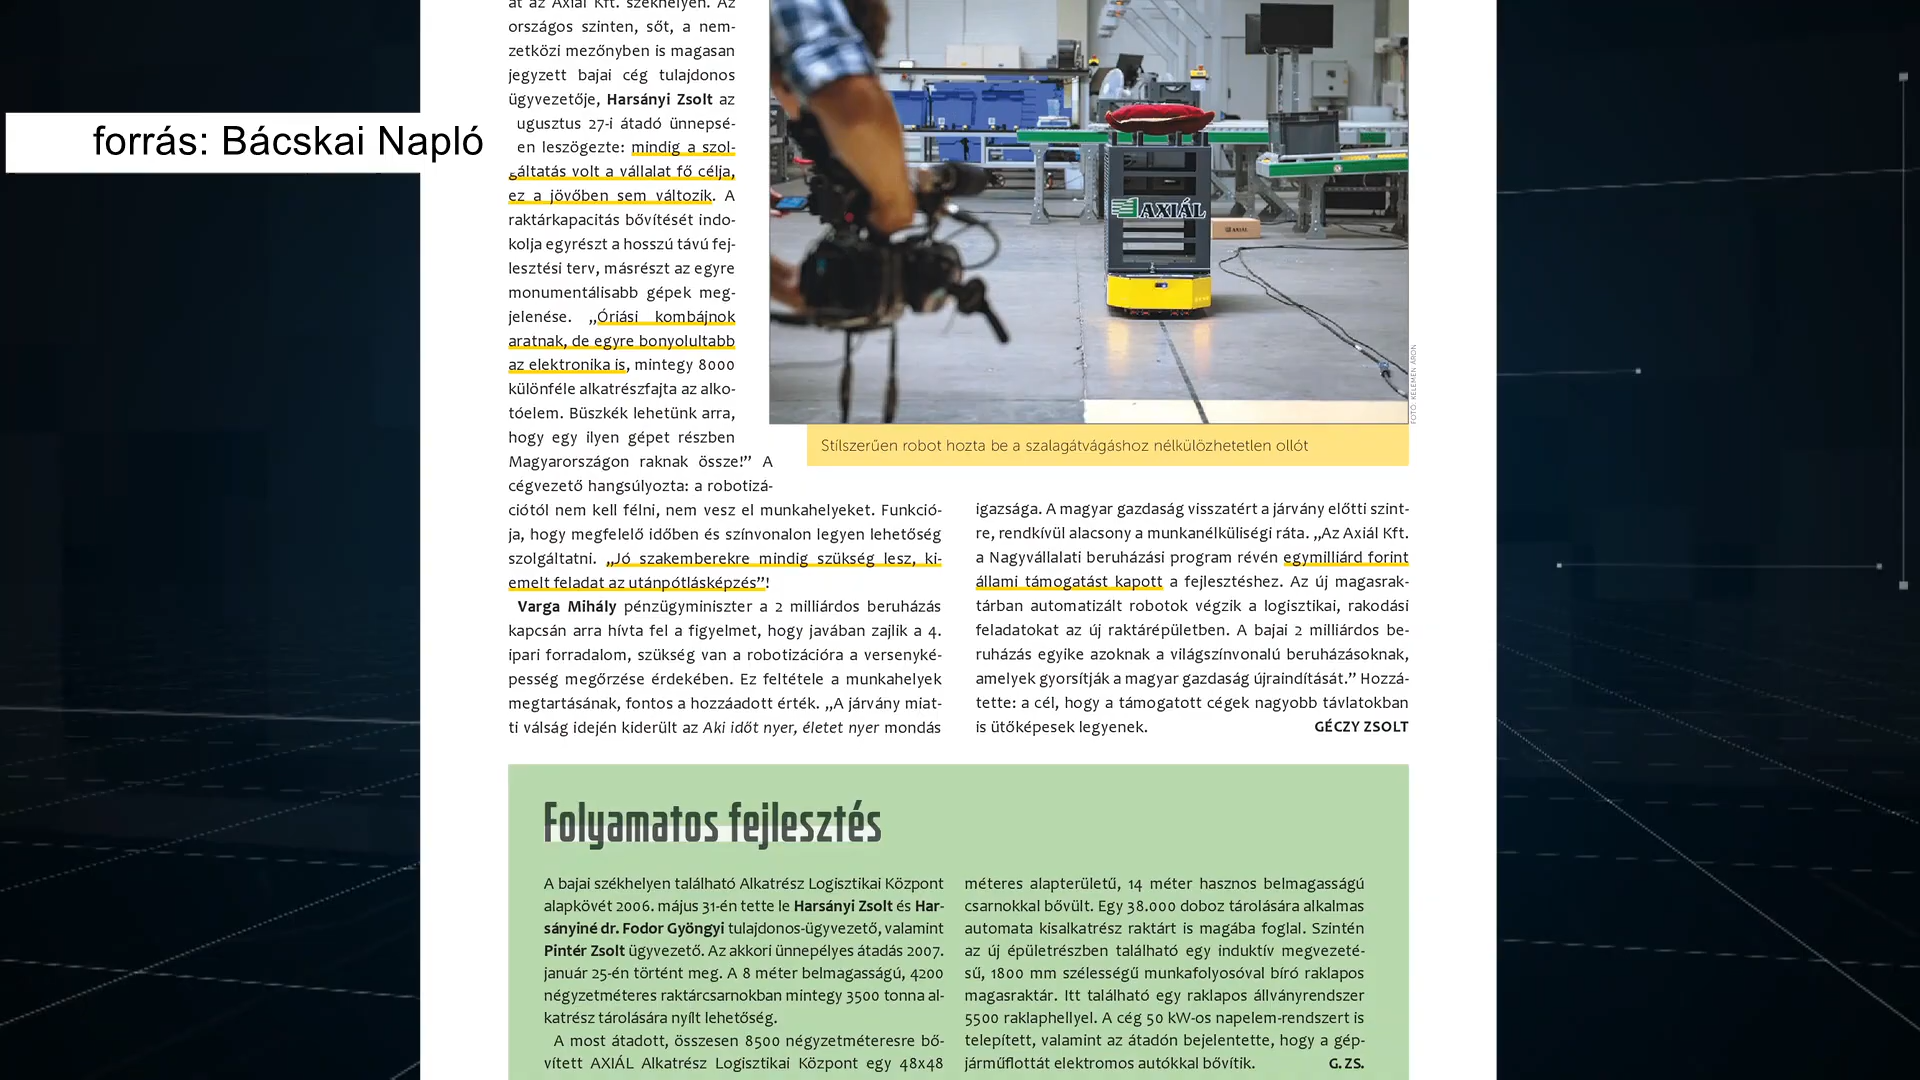 forrás: Bácskai Napló
át az Axiál Kft. székhelyén. Az
országos szinten, sőt, a nem-
zetközi mezőnyben is magasan
jegyzett bajai cég tulajdonos
ügyvezetője, Harsányi Zsolt az
ugusztus 27-i átadó ünnepsé-
en leszögezte: mindig a szol-
gáltatás volt a vállalat fő célja,
ez a jövőben sem változik. A
raktárkapacitás bővítését indo-
kolja egyrészt a hosszú távú fej-
lesztési terv, másrészt az egyre
monumentálisabb gépek meg-
jelenése. „Óriási kombájnok
aratnak, de egyre bonyolultabb
az elektronika is, mintegy 8000
különféle alkatrészfajta az alko-
tóelem. Büszkék lehetünk arra,
hogy egy ilyen gépet részben
Magyarországon raknak össze!” A
cégvezető hangsúlyozta: a robotizá-
ciótól nem kell félni, nem vesz el munkahelyeket. Funkció-
ja, hogy megfelelő időben és színvonalon legyen lehetőség
szolgáltatni. „Jó szakemberekre mindig szükség lesz, ki-
emelt feladat az utánpótlásképzés”!
Varga Mihály pénzügyminiszter a 2 milliárdos beruházás
kapcsán arra hívta fel a figyelmet, hogy javában zajlik a 4.
ipari forradalom, szükség van a robotizációra a versenyké-
pesség megőrzése érdekében. Ez feltétele a munkahelyek
megtartásának, fontos a hozzáadott érték. „A járvány miat-
ti válság idején kiderült az Aki időt nyer, életet nyer mondás
AXIÁL
AXIÁL
FOTÓ: KELEMEN ÁRON
Stílszerűen robot hozta be a szalagátvágáshoz nélkülözhetetlen ollót
igazsága. A magyar gazdaság visszatért a járvány előtti szint-
re, rendkívül alacsony a munkanélküliségi ráta. „Az Axiál Kft.
a Nagyvállalati beruházási program révén egymilliárd forint
állami támogatást kapott a fejlesztéshez. Az új magasrak-
tárban automatizált robotok végzik a logisztikai, rakodási
feladatokat az új raktárépületben. A bajai 2 milliárdos be-
ruházás egyike azoknak a világszínvonalú beruházásoknak,
amelyek gyorsítják a magyar gazdaság újraindítását.” Hozzá-
tette: a cél, hogy a támogatott cégek nagyobb távlatokban
is ütőképesek legyenek. GÉCZY ZSOLT
Folyamatos fejlesztés
A bajai székhelyen található Alkatrész Logisztikai Központ
alapkövét 2006. május 31-én tette le Harsányi Zsolt és Har-
sányiné dr. Fodor Gyöngyi tulajdonos-ügyvezető, valamint
Pintér Zsolt ügyvezető. Az akkori ünnepélyes átadás 2007.
január 25-én történt meg. A 8 méter belmagasságú, 4200
négyzetméteres raktárcsarnokban mintegy 3500 tonna al-
katrész tárolására nyílt lehetőség.
A most átadott, összesen 8500 négyzetméteresre bő-
vített AXIÁL Alkatrész Logisztikai Központ egy 48x48
méteres alapterületű, 14 méter hasznos belmagasságú
csarnokkal bővült. Egy 38.000 doboz tárolására alkalmas
automata kisalkatrész raktárt is magába foglal. Szintén
az új épületrészben található egy induktív megvezeté-
sű, 1800 mm szélességű munkafolyosóval bíró raklapos
magasraktár. Itt található egy raklapos állványrendszer
5500 raklaphellyel. A cég 50 kW-os napelem-rendszert is
telepített, valamint az átadón bejelentette, hogy a gép-
járműflottát elektromos autókkal bővítik. G. ZS.